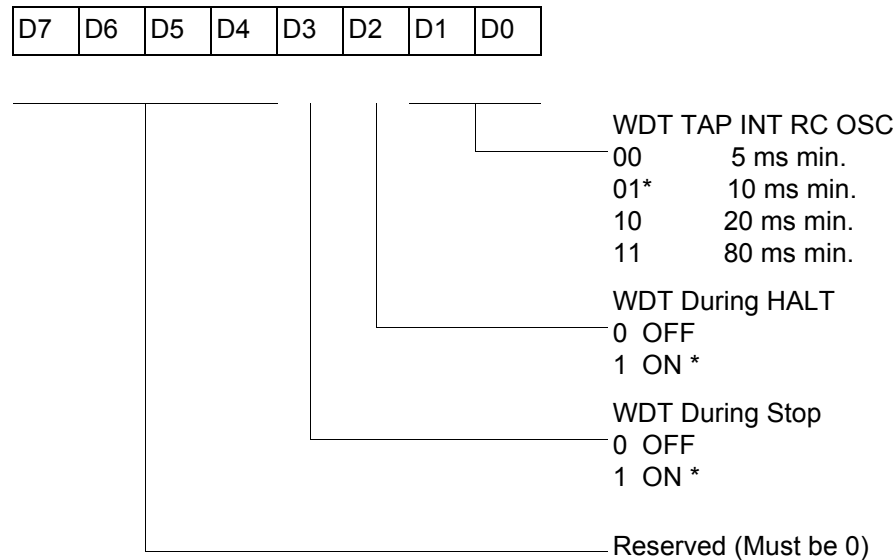 D7 D6 D5 D4 D3 D2 D1 D0
WDT TAP INT RC OSC
00 5 ms min.
01* 10 ms min.
10 20 ms min.
11 80 ms min.
WDT During HALT
0 OFF
1 ON *
WDT During Stop
0 OFF
1 ON *
Reserved (Must be 0)